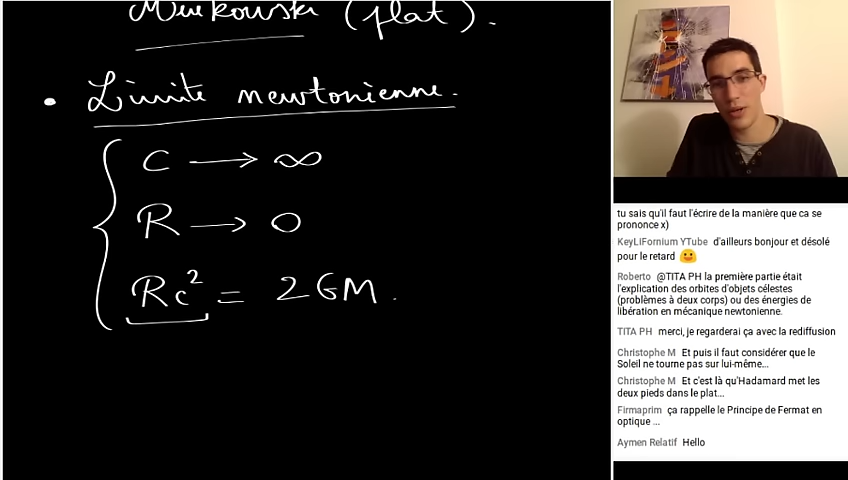 Minkowski (plat).
• Limite newtonienne.
C → ∞
R → 0
Rc² = 2GM.
tu sais qu'il faut l'écrire de la manière que ca se
prononce x)
KeyLiFornium YTube d'ailleurs bonjour et désolé
pour le retard
Roberto @TITA PH la première partie était
l'explication des orbites d'objets célestes
(problèmes à deux corps) ou des énergies de
libération en mécanique newtonienne.
TITA PH merci, je regarderai ça avec la rediffusion
Christophe M Et puis il faut considérer que le
Soleil ne tourne pas sur lui-même...
Christophe M Et c'est là qu'Hadamard met les
deux pieds dans le plat...
Firmaprim ça rappelle le Principe de Fermat en
optique ...
Aymen Relatif Hello